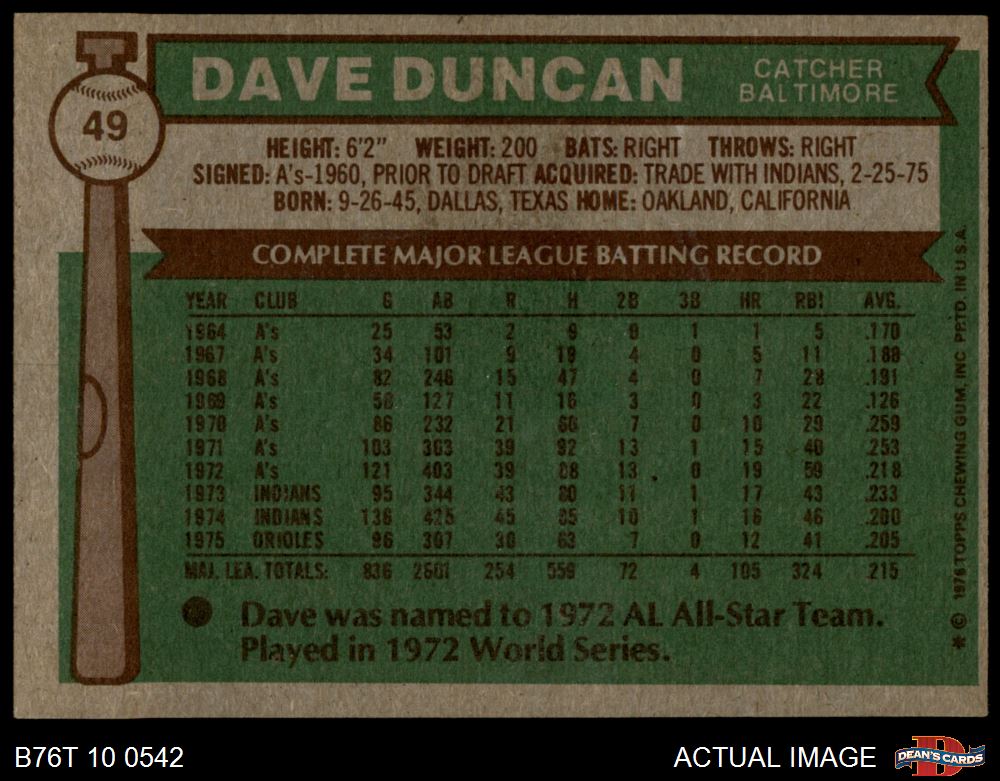 49
DAVE DUNCAN
CATCHER
BALTIMORE
HEIGHT: 6'2" WEIGHT: 200 BATS: RIGHT THROWS: RIGHT
SIGNED: A's-1960, PRIOR TO DRAFT ACQUIRED: TRADE WITH INDIANS, 2-25-75
BORN: 9-26-45, DALLAS, TEXAS HOME: OAKLAND, CALIFORNIA
COMPLETE MAJOR LEAGUE BATTING RECORD
YEAR CLUB G AB R H 2B 3B HR RBI AVG.
1964 A's 25 53 2 9 0 1 1 5 .170
1967 A's 34 101 9 19 4 0 5 11 .188
1968 A's 82 246 15 47 4 0 7 28 .191
1969 A's 58 127 11 16 3 0 3 22 .126
1970 A's 86 232 21 60 7 0 10 29 .259
1971 A's 103 363 39 92 13 1 15 40 .253
1972 A's 121 403 39 88 13 0 19 59 .218
1973 INDIANS 95 344 43 80 11 1 17 43 .233
1974 INDIANS 136 425 45 85 10 1 16 46 .200
1975 ORIOLES 96 307 30 63 7 0 12 41 .205
MAJ. LEA. TOTALS: 836 2601 254 559 72 4 105 324 .215
Dave was named to 1972 AL All-Star Team.
Played in 1972 World Series.
* © 1976 TOPPS CHEWING GUM, INC. PRTD. IN U.S.A.
B76T 10 0542
ACTUAL IMAGE
D
DEAN'S CARDS